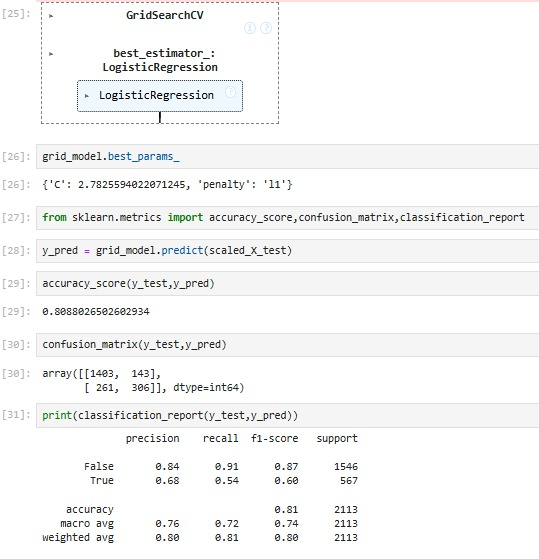 [25]:
▸ GridSearchCV
i ?
▸ best_estimator_:
LogisticRegression
▸ LogisticRegression ?
[26]: grid_model.best_params_
[26]: {'C': 2.7825594022071245, 'penalty': 'l1'}
[27]: from sklearn.metrics import accuracy_score,confusion_matrix,classification_report
[28]: y_pred = grid_model.predict(scaled_X_test)
[29]: accuracy_score(y_test,y_pred)
[29]: 0.8088026502602934
[30]: confusion_matrix(y_test,y_pred)
[30]: array([[1403, 143],
[ 261, 306]], dtype=int64)
[31]: print(classification_report(y_test,y_pred))
precision recall f1-score support
False 0.84 0.91 0.87 1546
True 0.68 0.54 0.60 567
accuracy 0.81 2113
macro avg 0.76 0.72 0.74 2113
weighted avg 0.80 0.81 0.80 2113